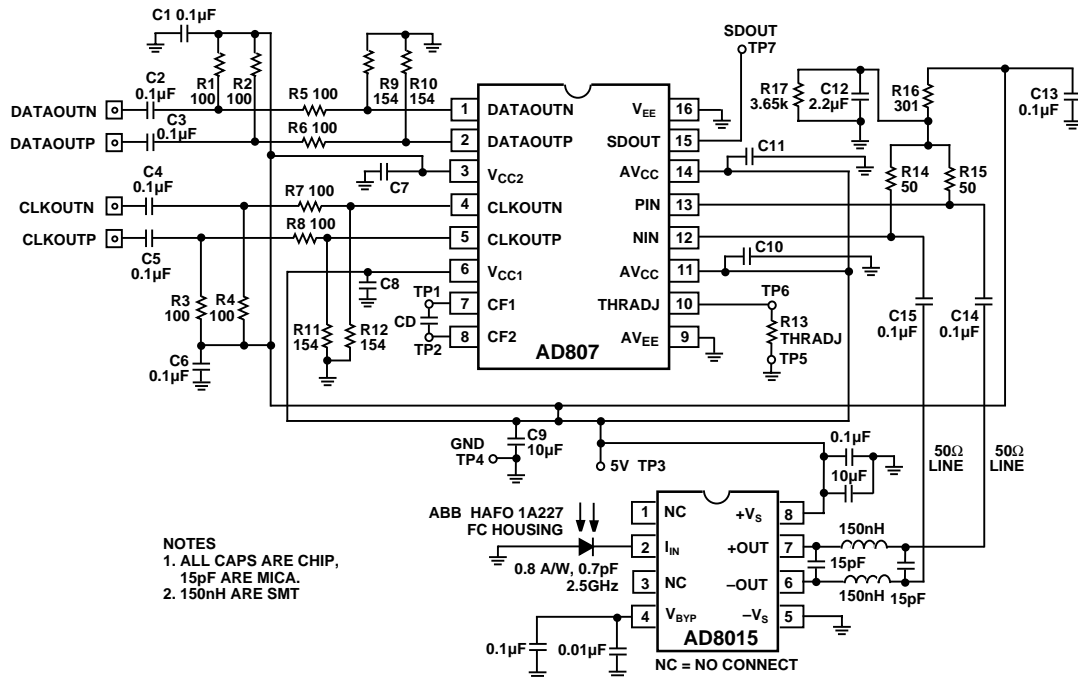 C1 0.1µF
R1
100
R2
100
R9
154
R10
154
C2
0.1µF
DATAOUTN
R5 100
C3
0.1µF
DATAOUTP
R6 100
C7
C4
0.1µF
R7 100
CLKOUTN
R8 100
CLKOUTP
C5
0.1µF
C8
R3
100
R4
100
R11
154
R12
154
TP1
CD
TP2
C6
0.1µF
1 DATAOUTN
2 DATAOUTP
3 VCC2
4 CLKOUTN
5 CLKOUTP
6 VCC1
7 CF1
8 CF2
VEE 16
SDOUT 15
AVCC 14
PIN 13
NIN 12
AVCC 11
THRADJ 10
AVEE 9
AD807
SDOUT
TP7
R17
3.65k
C12
2.2µF
R16
301
C13
0.1µF
C11
R14
50
R15
50
C10
TP6
R13
THRADJ
TP5
C15
0.1µF
C14
0.1µF
GND
TP4
C9
10µF
5V TP3
0.1µF
10µF
50Ω
LINE
50Ω
LINE
ABB HAFO 1A227
FC HOUSING
0.8 A/W, 0.7pF
2.5GHz
1 NC
2 IIN
3 NC
4 VBYP
+VS 8
+OUT 7
–OUT 6
–VS 5
AD8015
150nH
15pF
150nH
15pF
0.1µF
0.01µF
NC = NO CONNECT
NOTES
1. ALL CAPS ARE CHIP,
15pF ARE MICA.
2. 150nH ARE SMT